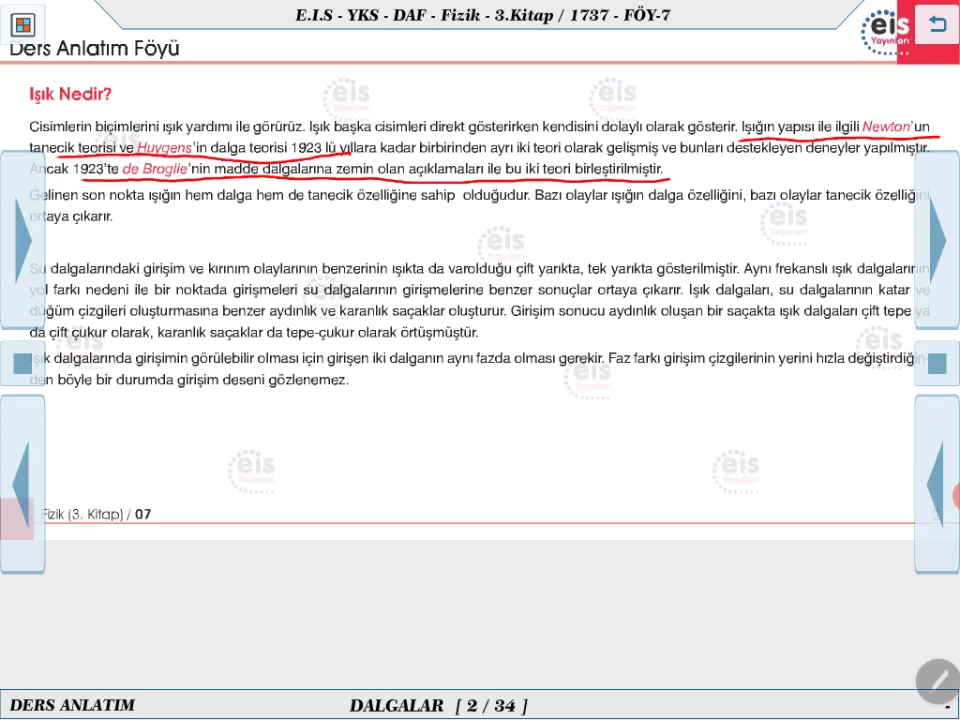 E.I.S - YKS - DAF - Fizik - 3.Kitap / 1737 - FÖY-7
eis
Yayınları
Ders Anlatım Föyü
Işık Nedir?
Cisimlerin biçimlerini ışık yardımı ile görürüz. Işık başka cisimleri direkt gösterirken kendisini dolaylı olarak gösterir. Işığın yapısı ile ilgili Newton'un
tanecik teorisi ve Huygens'in dalga teorisi 1923 lü yıllara kadar birbirinden ayrı iki teori olarak gelişmiş ve bunları destekleyen deneyler yapılmıştır.
Ancak 1923'te de Broglie'nin madde dalgalarına zemin olan açıklamaları ile bu iki teori birleştirilmiştir.
Gelinen son nokta ışığın hem dalga hem de tanecik özelliğine sahip olduğudur. Bazı olaylar ışığın dalga özelliğini, bazı olaylar tanecik özelliğini
ortaya çıkarır.
Su dalgalarındaki girişim ve kırınım olaylarının benzerinin ışıkta da varolduğu çift yarıkta, tek yarıkta gösterilmiştir. Aynı frekanslı ışık dalgalarının
yol farkı nedeni ile bir noktada girişmeleri su dalgalarının girişmelerine benzer sonuçlar ortaya çıkarır. Işık dalgaları, su dalgalarının katar ve
düğüm çizgileri oluşturmasına benzer aydınlık ve karanlık saçaklar oluşturur. Girişim sonucu aydınlık oluşan bir saçakta ışık dalgaları çift tepe ya
da çift çukur olarak, karanlık saçaklar da tepe-çukur olarak örtüşmüştür.
Işık dalgalarında girişimin görülebilir olması için girişen iki dalganın aynı fazda olması gerekir. Faz farkı girişim çizgilerinin yerini hızla değiştirdiğin-
den böyle bir durumda girişim deseni gözlenemez.
Fizik (3. Kitap) / 07
2
DERS ANLATIM
DALGALAR [ 2 / 34 ]
-